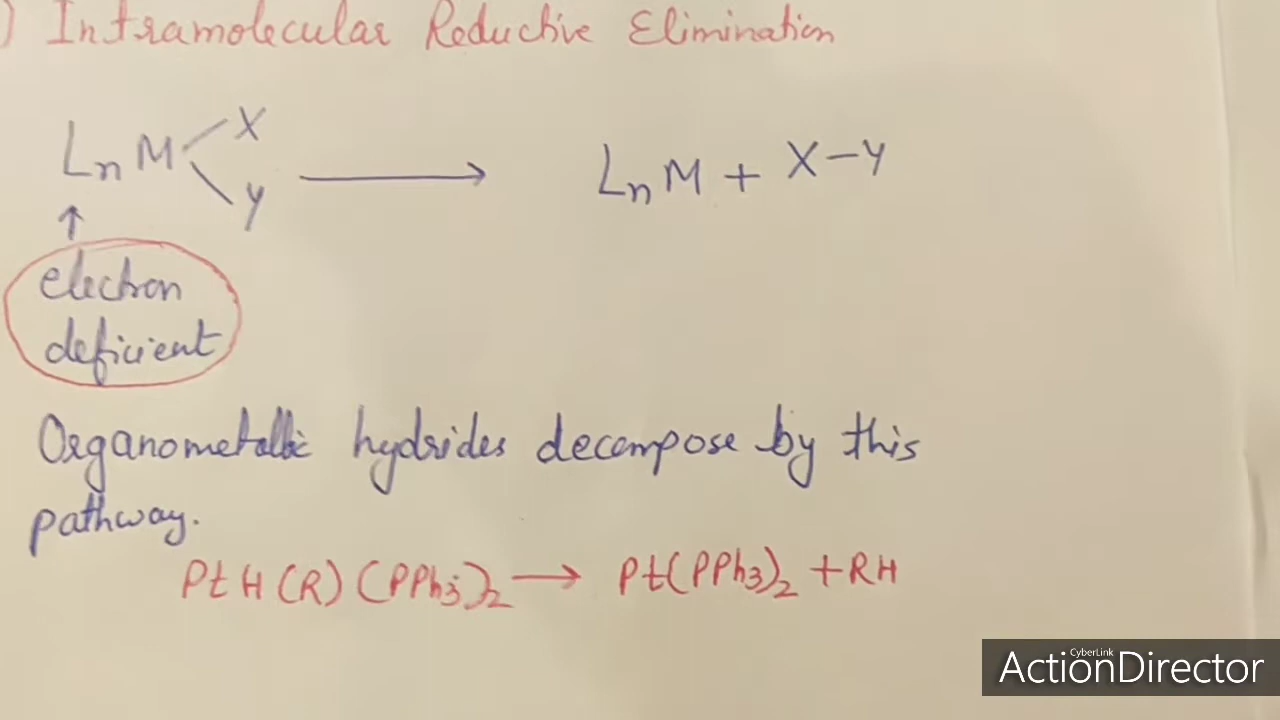 ) Intramolecular Reductive Elimination
LnM X Y → LnM + X-Y
↑
electron
deficient
Organometallic hydrides decompose by this
pathway.
PtH(R)(PPh3)2 → Pt(PPh3)2 + RH
CyberLink
ActionDirector